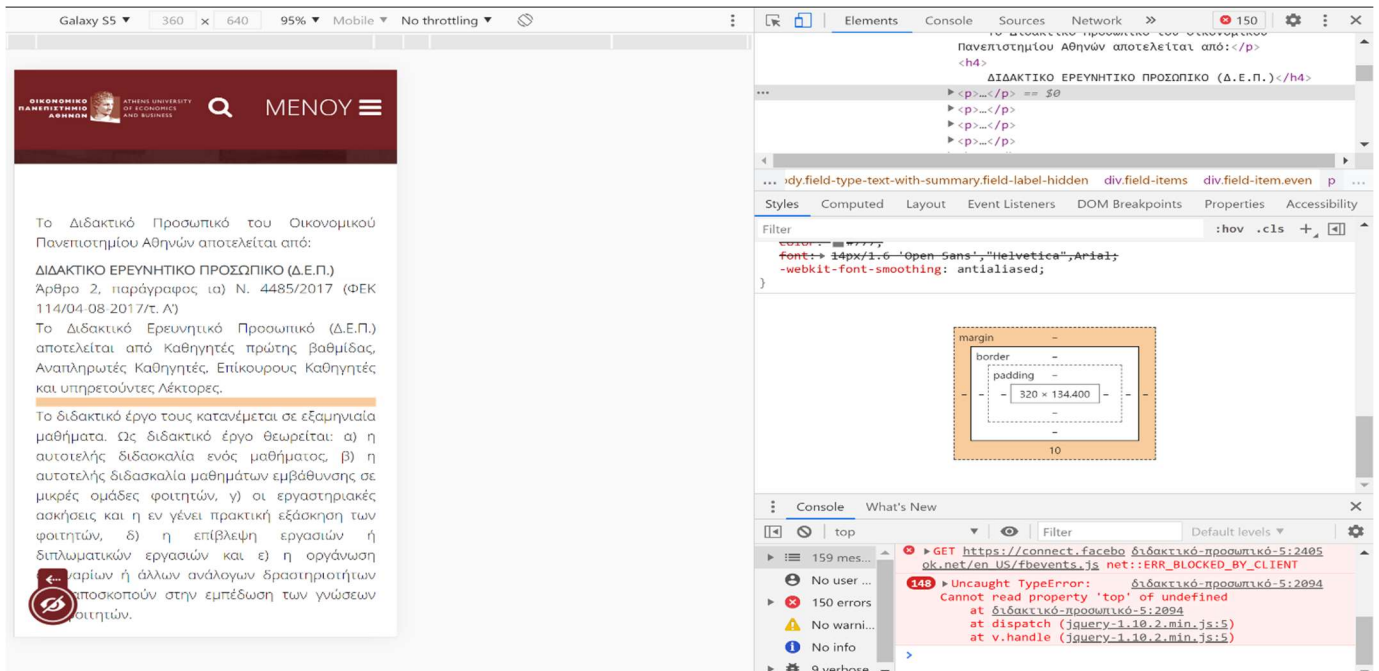 Galaxy S5 ▼ 360 x 640 95% ▼ Mobile ▼ No throttling ▼
Elements Console Sources Network » 150
ΟΙΚΟΝΟΜΙΚΟ
ΠΑΝΕΠΙΣΤΗΜΙΟ
ΑΘΗΝΩΝ
ATHENS UNIVERSITY
OF ECONOMICS
AND BUSINESS
ΜΕΝΟΥ
Το Διδακτικό Προσωπικό του Οικονομικού
Πανεπιστημίου Αθηνών αποτελείται από:
ΔΙΔΑΚΤΙΚΟ ΕΡΕΥΝΗΤΙΚΟ ΠΡΟΣΩΠΙΚΟ (Δ.Ε.Π.)
Άρθρο 2, παράγραφος ια) Ν. 4485/2017 (ΦΕΚ
114/04-08-2017/τ. Α')
Το Διδακτικό Ερευνητικό Προσωπικό (Δ.Ε.Π.)
αποτελείται από Καθηγητές πρώτης βαθμίδας,
Αναπληρωτές Καθηγητές, Επίκουρους Καθηγητές
και υπηρετούντες Λέκτορες.
Το διδακτικό έργο τους κατανέμεται σε εξαμηνιαία
μαθήματα. Ως διδακτικό έργο θεωρείται: α) η
αυτοτελής διδασκαλία ενός μαθήματος, β) η
αυτοτελής διδασκαλία μαθημάτων εμβάθυνσης σε
μικρές ομάδες φοιτητών, γ) οι εργαστηριακές
ασκήσεις και η εν γένει πρακτική εξάσκηση των
φοιτητών, δ) η επίβλεψη εργασιών ή
διπλωματικών εργασιών και ε) η οργάνωση
ή άλλων ανάλογων δραστηριοτήτων
αποσκοπούν στην εμπέδωση των γνώσεων
Το Διδακτικό Προσωπικό του Οικονομικού
Πανεπιστημίου Αθηνών αποτελείται από:</p>
<h4>
ΔΙΔΑΚΤΙΚΟ ΕΡΕΥΝΗΤΙΚΟ ΠΡΟΣΩΠΙΚΟ (Δ.Ε.Π.)</h4>
... ▶<p>…</p> == $0
▶<p>…</p>
▶<p>…</p>
▶<p>…</p>
... ody.field-type-text-with-summary.field-label-hidden div.field-items div.field-item.even p ...
Styles Computed Layout Event Listeners DOM Breakpoints Properties Accessibility
Filter :hov .cls +
color: #777;
font:▶ 14px/1.6 'Open Sans',"Helvetica",Arial;
-webkit-font-smoothing: antialiased;
}
margin –
border –
padding –
– – – 320 × 134.400 – – –
–
–
10
Console What's New
top ▼ Filter Default levels ▼
159 mes...
No user ...
150 errors
No warni...
No info
9 verbose
▶GET https://connect.facebo διδακτικό-προσωπικό-5:2405
ok.net/en_US/fbevents.js net::ERR_BLOCKED_BY_CLIENT
148 ▶Uncaught TypeError: διδακτικό-προσωπικό-5:2094
Cannot read property 'top' of undefined
at διδακτικό-προσωπικό-5:2094
at dispatch (jquery-1.10.2.min.js:5)
at v.handle (jquery-1.10.2.min.js:5)
>